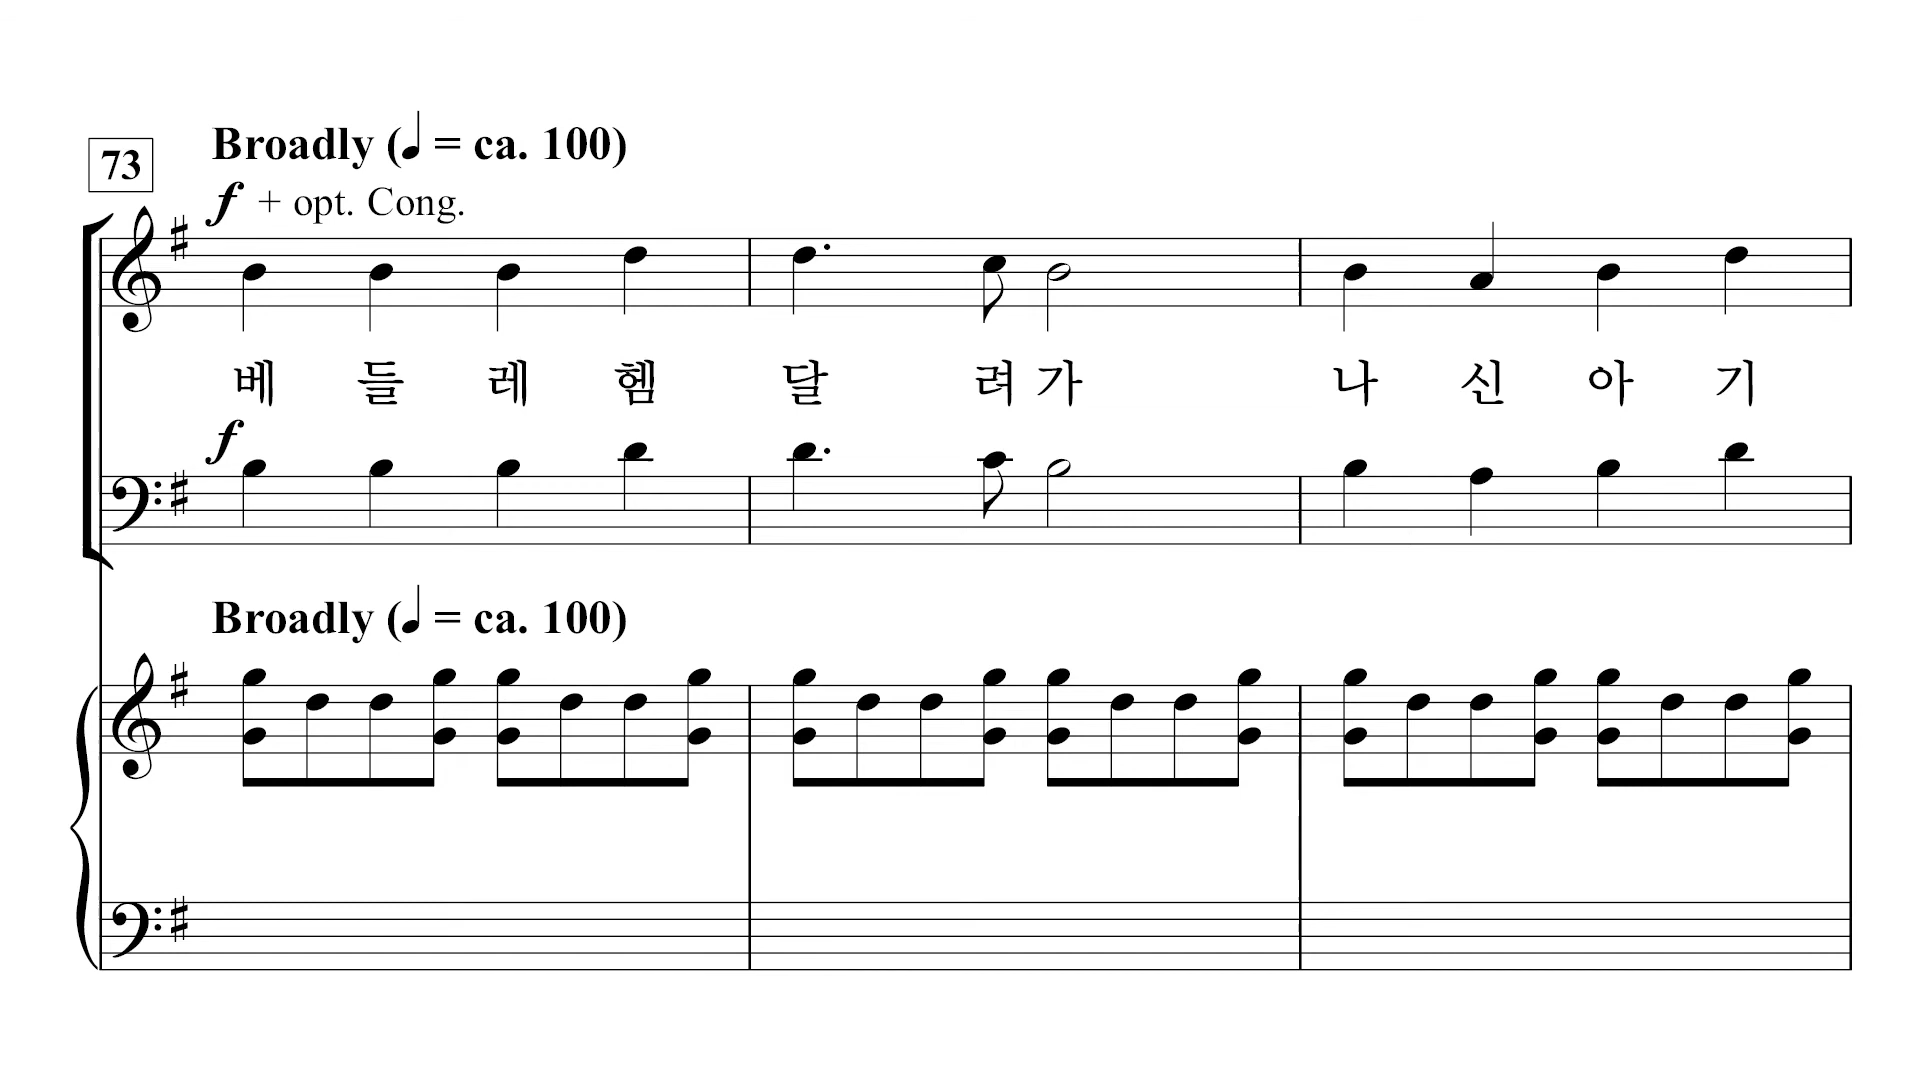 73
Broadly (♩ = ca. 100)
f + opt. Cong.
베 들 레 헴 달 려 가 나 신 아 기
f
Broadly (♩ = ca. 100)